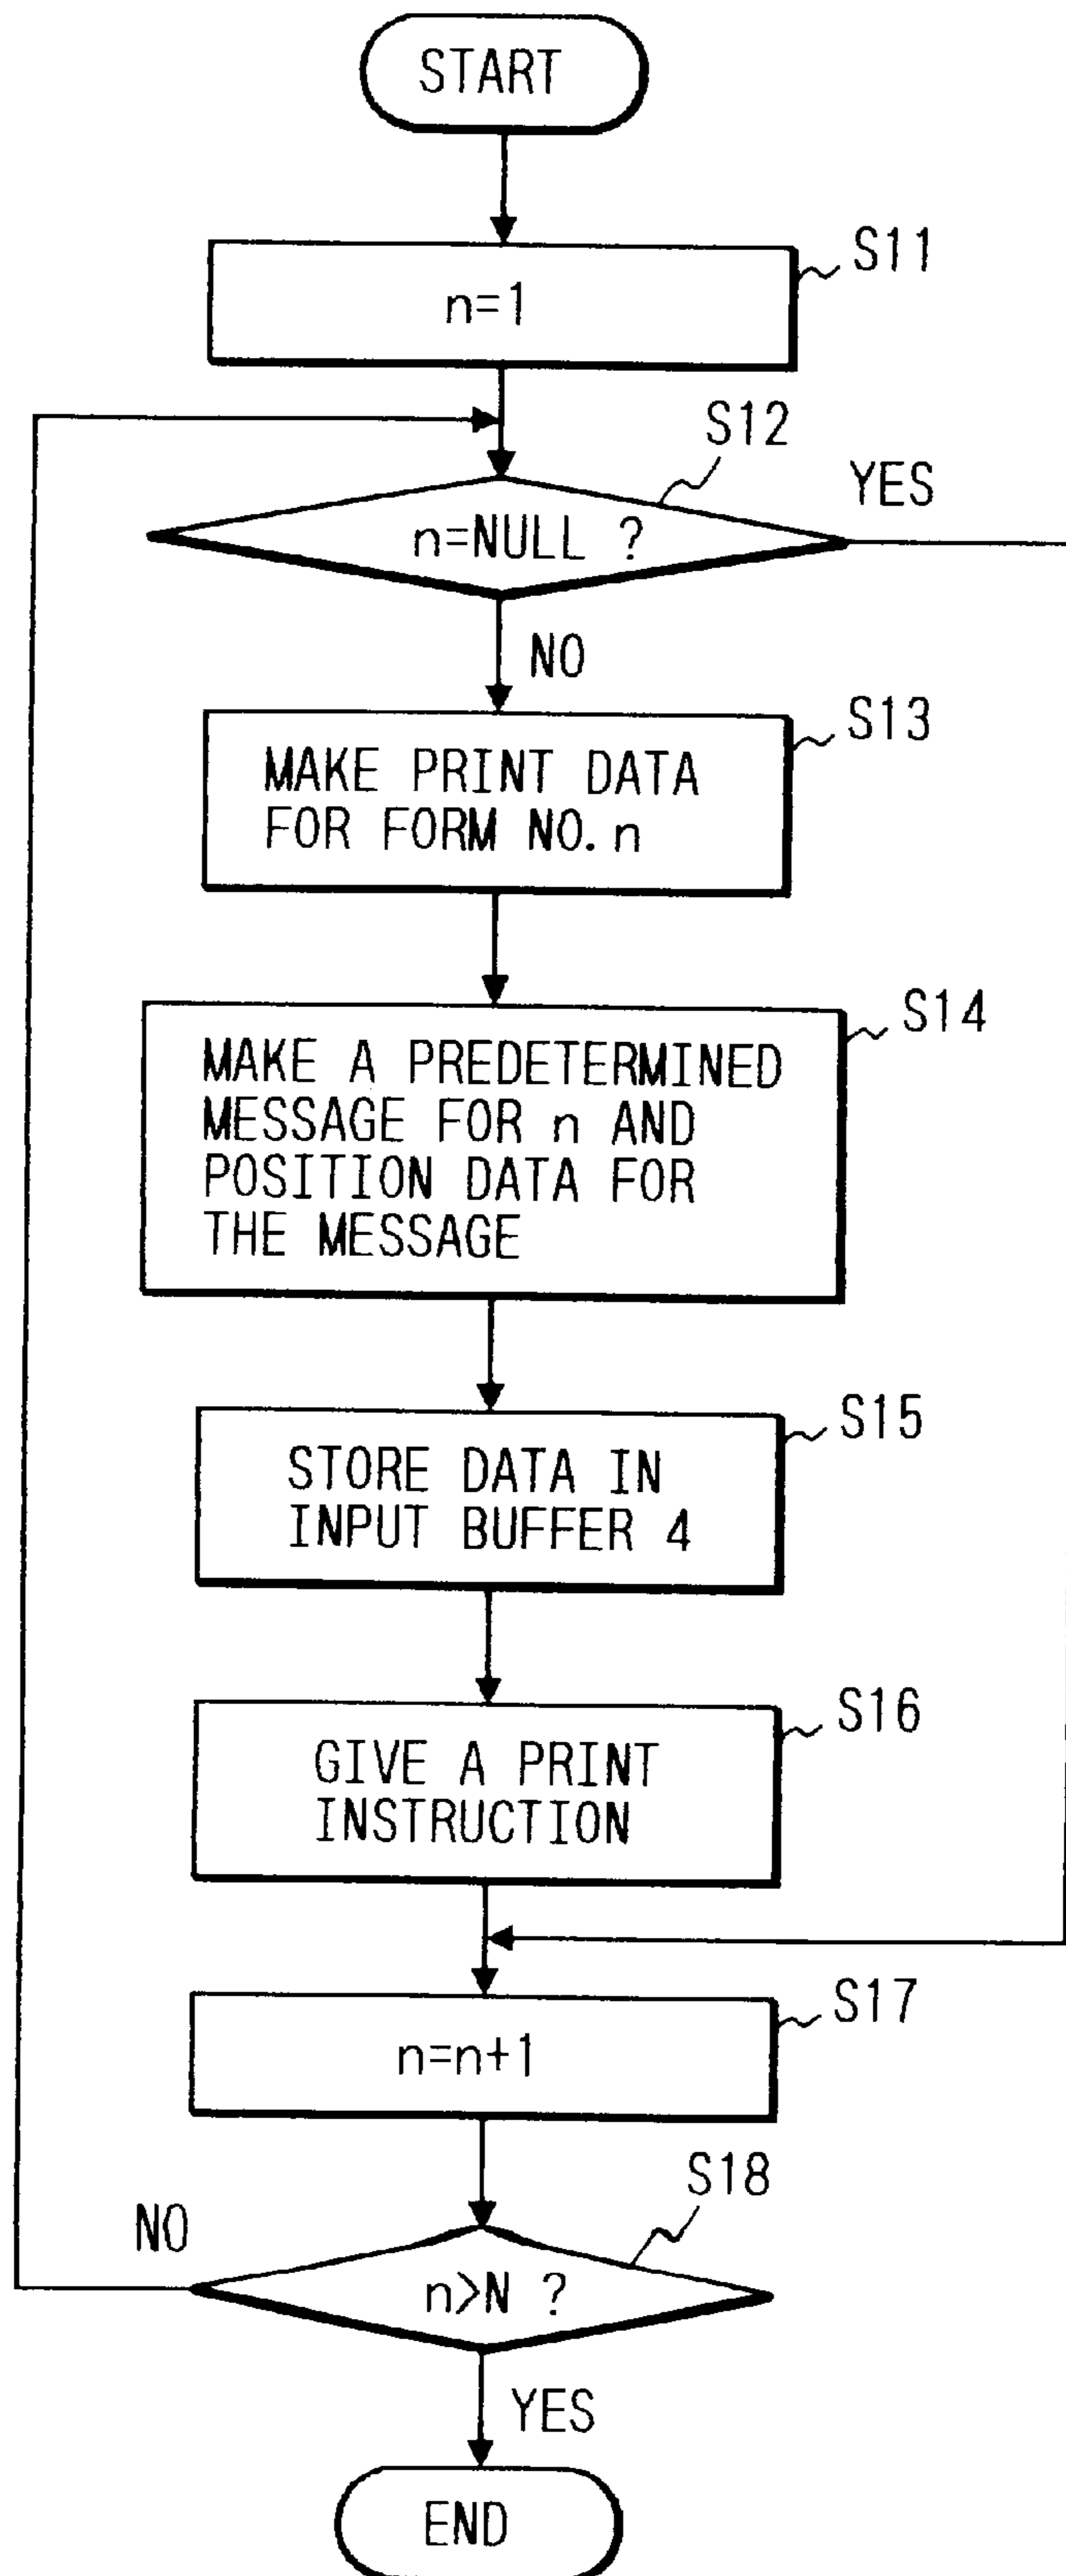 START
S11
n=1
S12
YES
n=NULL ?
NO
S13
MAKE PRINT DATA
FOR FORM NO. n
S14
MAKE A PREDETERMINED
MESSAGE FOR n AND
POSITION DATA FOR
THE MESSAGE
S15
STORE DATA IN
INPUT BUFFER 4
S16
GIVE A PRINT
INSTRUCTION
S17
n=n+1
S18
NO
n>N ?
YES
END